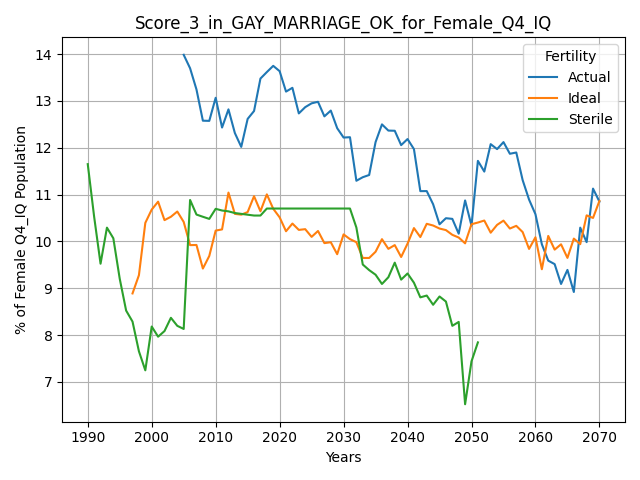 Score_3_in_GAY_MARRIAGE_OK_for_Female_Q4_IQ
Fertility
Actual
Ideal
Sterile
% of Female Q4_IQ Population
14
13
12
11
10
9
8
7
1990 2000 2010 2020 2030 2040 2050 2060 2070
Years